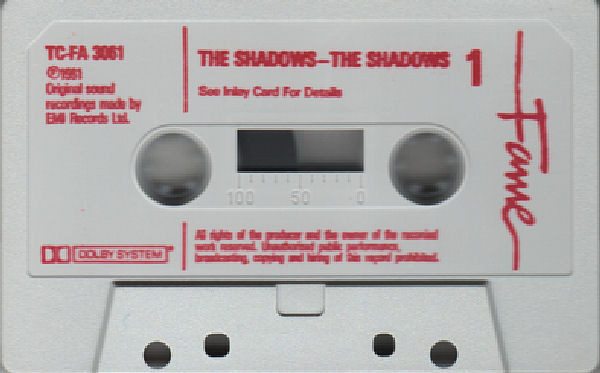 TC-FA 3061
℗1961
Original sound
recordings made by
EMI Records Ltd.
THE SHADOWS—THE SHADOWS 1
See Inlay Card For Details
Fame
100 50 0
DOLBY SYSTEM
All rights of the producer and the owner of the recorded
work reserved. Unauthorised public performance,
broadcasting, copying and hiring of this record prohibited.